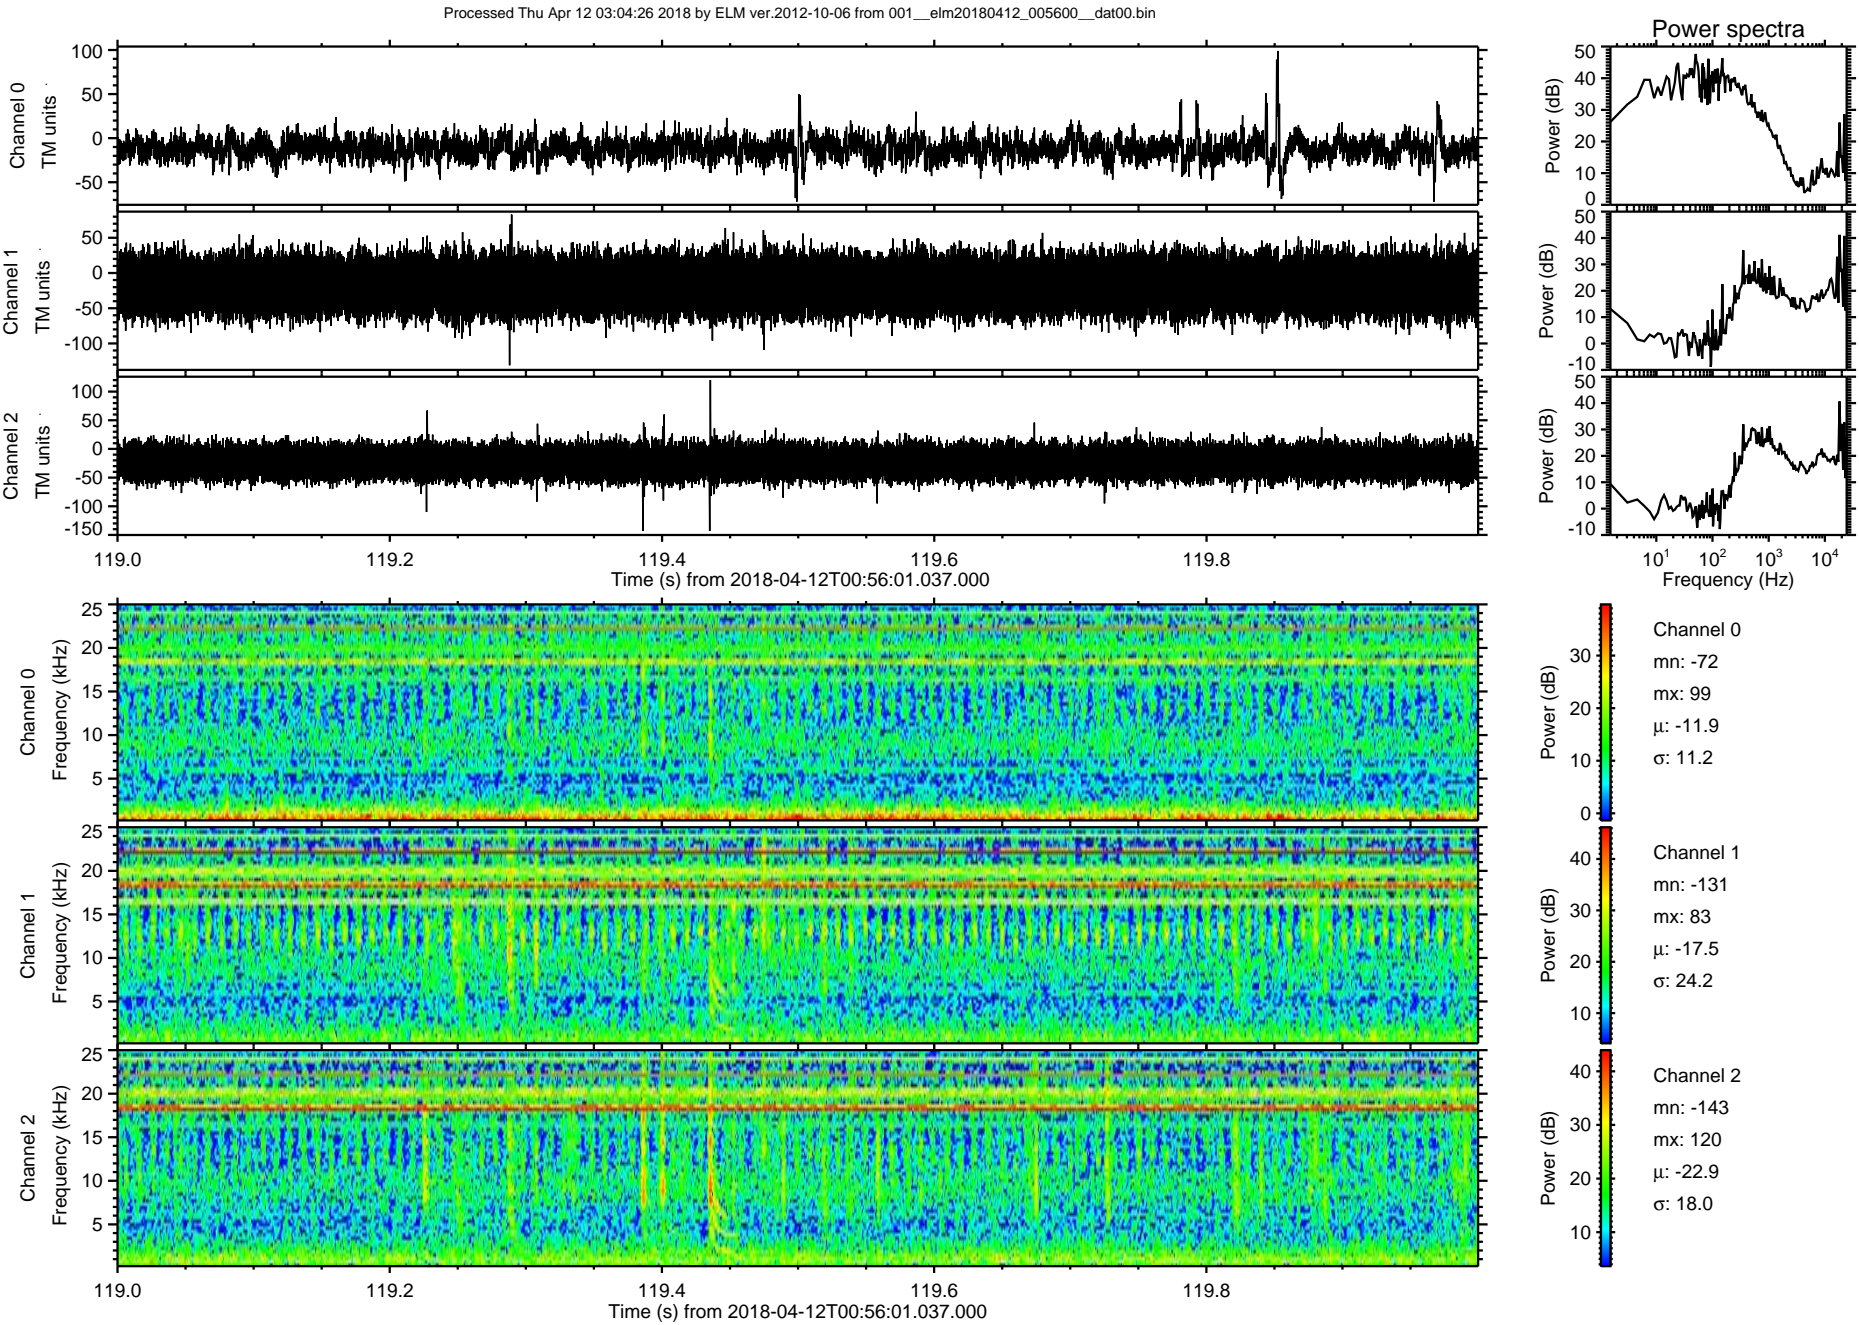 Processed Thu Apr 12 03:04:26 2018 by ELM ver.2012-10-06 from 001__elm20180412_005600__dat00.bin
Power spectra
Channel 0
TM units
100
50
0
-50
Power (dB)
50
40
30
20
10
0
Channel 1
TM units
50
0
-50
-100
Power (dB)
50
40
30
20
10
0
-10
Channel 2
TM units
100
50
0
-50
-100
-150
Power (dB)
50
40
30
20
10
0
-10
119.0 119.2 119.4 119.6 119.8
Time (s) from 2018-04-12T00:56:01.037.000
10^1 10^2 10^3 10^4
Frequency (Hz)
Channel 0
Frequency (kHz)
25
20
15
10
5
Power (dB)
30
20
10
0
Channel 0
mn: -72
mx: 99
μ: -11.9
σ: 11.2
Channel 1
Frequency (kHz)
25
20
15
10
5
Power (dB)
40
30
20
10
Channel 1
mn: -131
mx: 83
μ: -17.5
σ: 24.2
Channel 2
Frequency (kHz)
25
20
15
10
5
Power (dB)
40
30
20
10
Channel 2
mn: -143
mx: 120
μ: -22.9
σ: 18.0
119.0 119.2 119.4 119.6 119.8
Time (s) from 2018-04-12T00:56:01.037.000